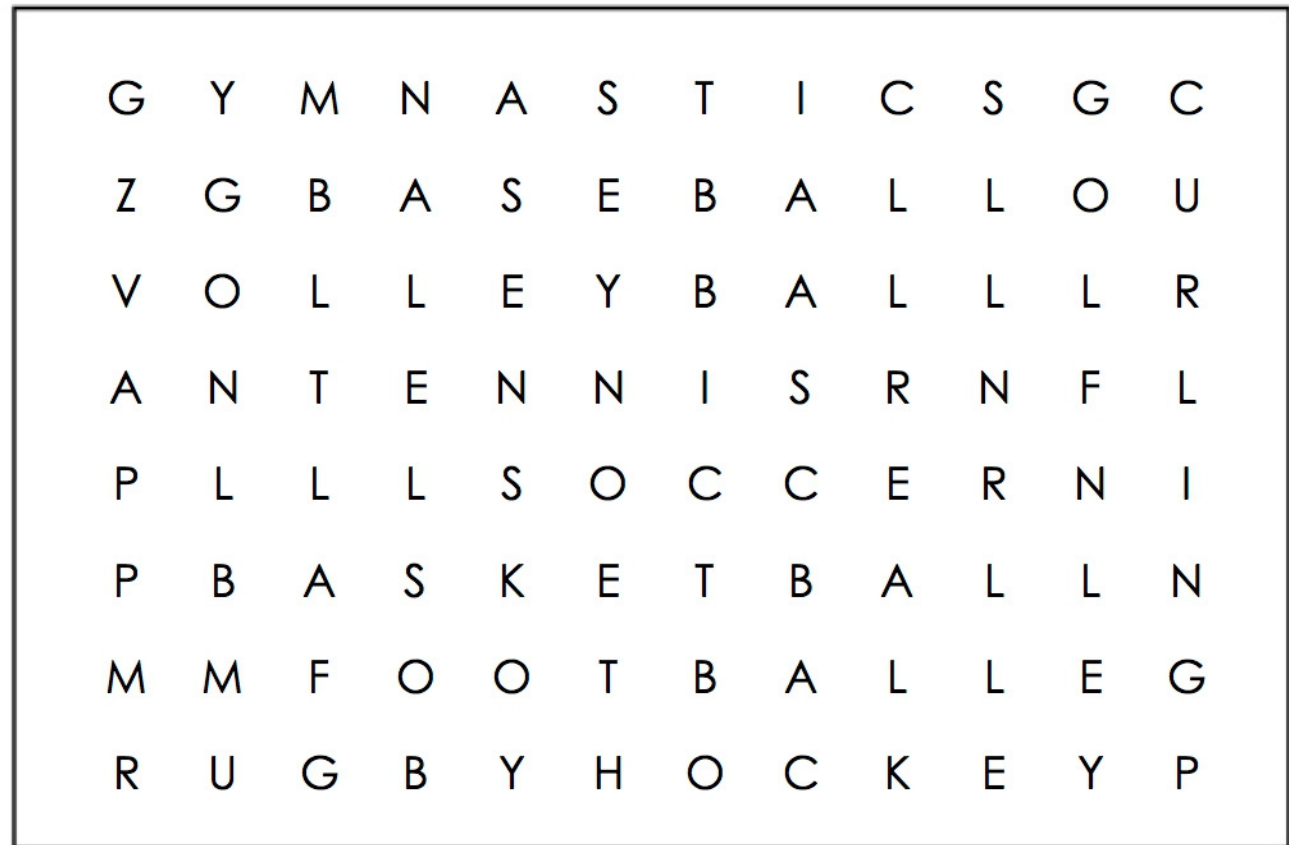 G Y M N A S T I C S G C
Z G B A S E B A L L O U
V O L L E Y B A L L L R
A N T E N N I S R N F L
P L L L S O C C E R N I
P B A S K E T B A L L N
M M F O O T B A L L E G
R U G B Y H O C K E Y P